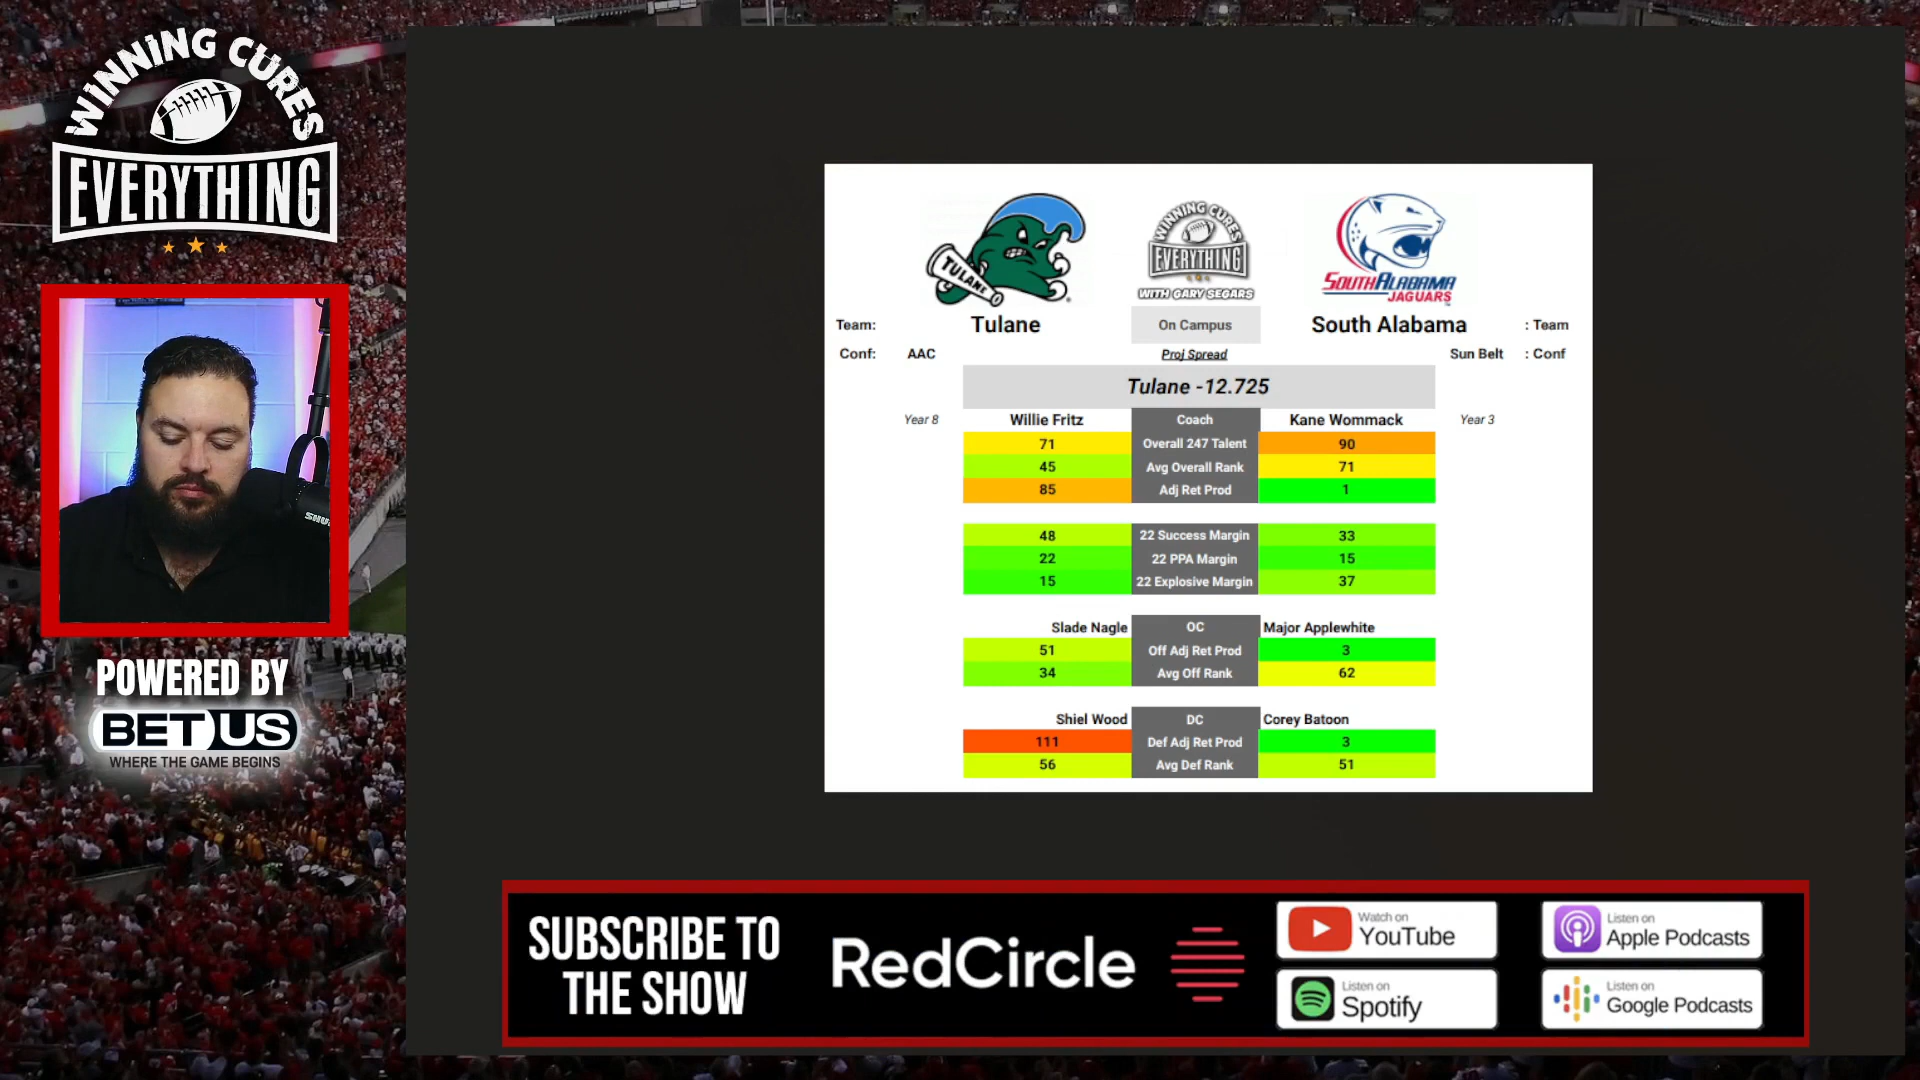 WINNING CURES
EVERYTHING
POWERED BY
BETUS
WHERE THE GAME BEGINS
TULANE
WINNING CURES
EVERYTHING
WITH GARY SEGARS
SOUTH ALABAMA
JAGUARS
Team: Tulane On Campus South Alabama : Team
Conf: AAC Proj Spread Sun Belt : Conf
Tulane -12.725
Year 8 Willie Fritz Coach Kane Wommack Year 3
71 Overall 247 Talent 90
45 Avg Overall Rank 71
85 Adj Ret Prod 1
48 22 Success Margin 33
22 22 PPA Margin 15
15 22 Explosive Margin 37
Slade Nagle OC Major Applewhite
51 Off Adj Ret Prod 3
34 Avg Off Rank 62
Shiel Wood DC Corey Batoon
111 Def Adj Ret Prod 3
56 Avg Def Rank 51
SUBSCRIBE TO
THE SHOW
RedCircle
Watch on
YouTube
Listen on
Apple Podcasts
Listen on
Spotify
Listen on
Google Podcasts